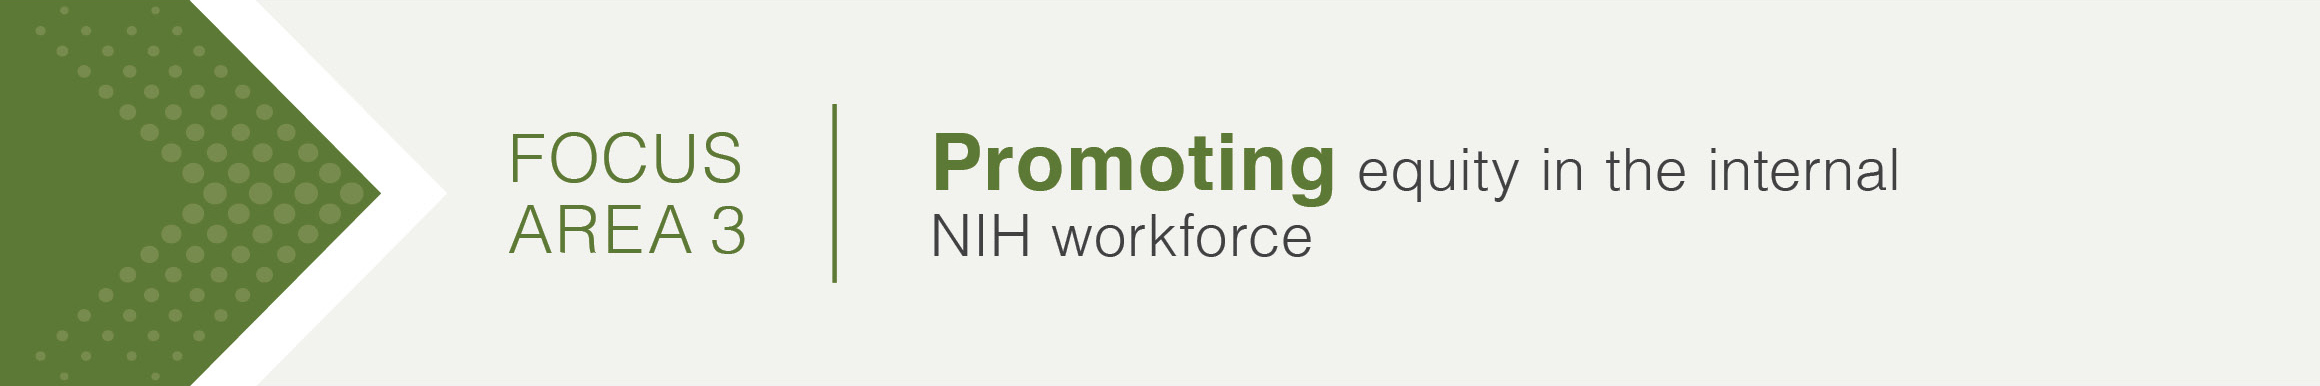 FOCUS
AREA 3
Promoting equity in the internal
NIH workforce